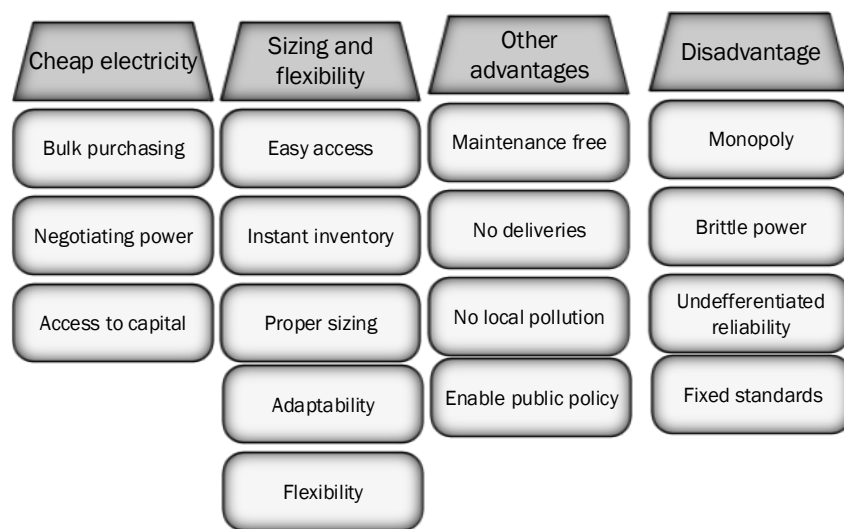 Cheap electricity
Bulk purchasing
Negotiating power
Access to capital
Sizing and
flexibility
Easy access
Instant inventory
Proper sizing
Adaptability
Flexibility
Other
advantages
Maintenance free
No deliveries
No local pollution
Enable public policy
Disadvantage
Monopoly
Brittle power
Undefferentiated
reliability
Fixed standards